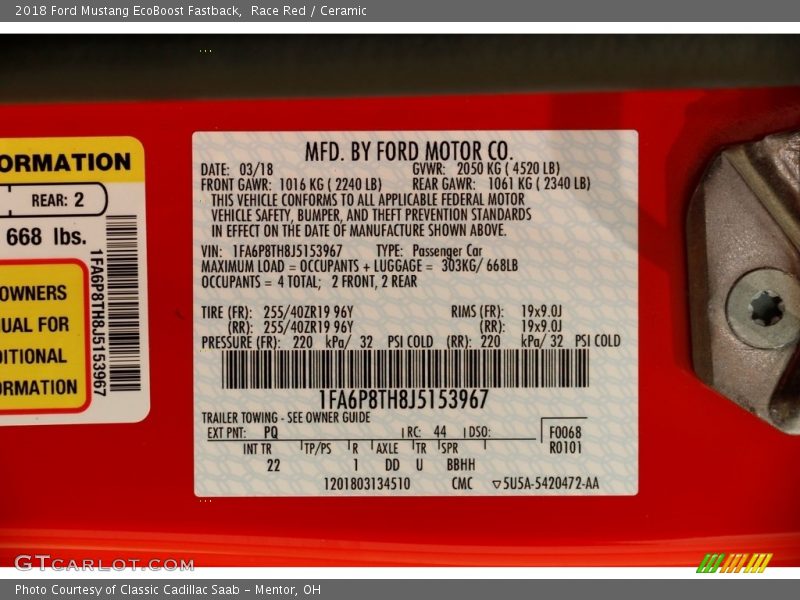 2018 Ford Mustang EcoBoost Fastback,  Race Red / Ceramic
ORMATION
REAR: 2
668 lbs.
OWNERS
UAL FOR
DITIONAL
ORMATION
1FA6P8TH8J5153967
MFD. BY FORD MOTOR CO.
DATE: 03/18 GVWR: 2050 KG ( 4520 LB)
FRONT GAWR: 1016 KG ( 2240 LB) REAR GAWR: 1061 KG ( 2340 LB)
THIS VEHICLE CONFORMS TO ALL APPLICABLE FEDERAL MOTOR
VEHICLE SAFETY, BUMPER, AND THEFT PREVENTION STANDARDS
IN EFFECT ON THE DATE OF MANUFACTURE SHOWN ABOVE.
VIN: 1FA6P8TH8J5153967 TYPE: Passenger Car
MAXIMUM LOAD = OCCUPANTS + LUGGAGE = 303KG/ 668LB
OCCUPANTS = 4 TOTAL; 2 FRONT, 2 REAR
TIRE (FR): 255/40ZR19 96Y RIMS (FR): 19x9.0J
(RR): 255/40ZR19 96Y (RR): 19x9.0J
PRESSURE (FR): 220 kPa/ 32 PSI COLD (RR): 220 kPa/ 32 PSI COLD
1FA6P8TH8J5153967
TRAILER TOWING - SEE OWNER GUIDE
EXT PNT: PQ RC: 44 DSO: F0068
R0101
INT TR TP/PS R AXLE TR SPR
22 1 DD U BBHH
1201803134510 CMC ▽5U5A-5420472-AA
GTCARLOT.COM
Photo Courtesy of Classic Cadillac Saab - Mentor, OH